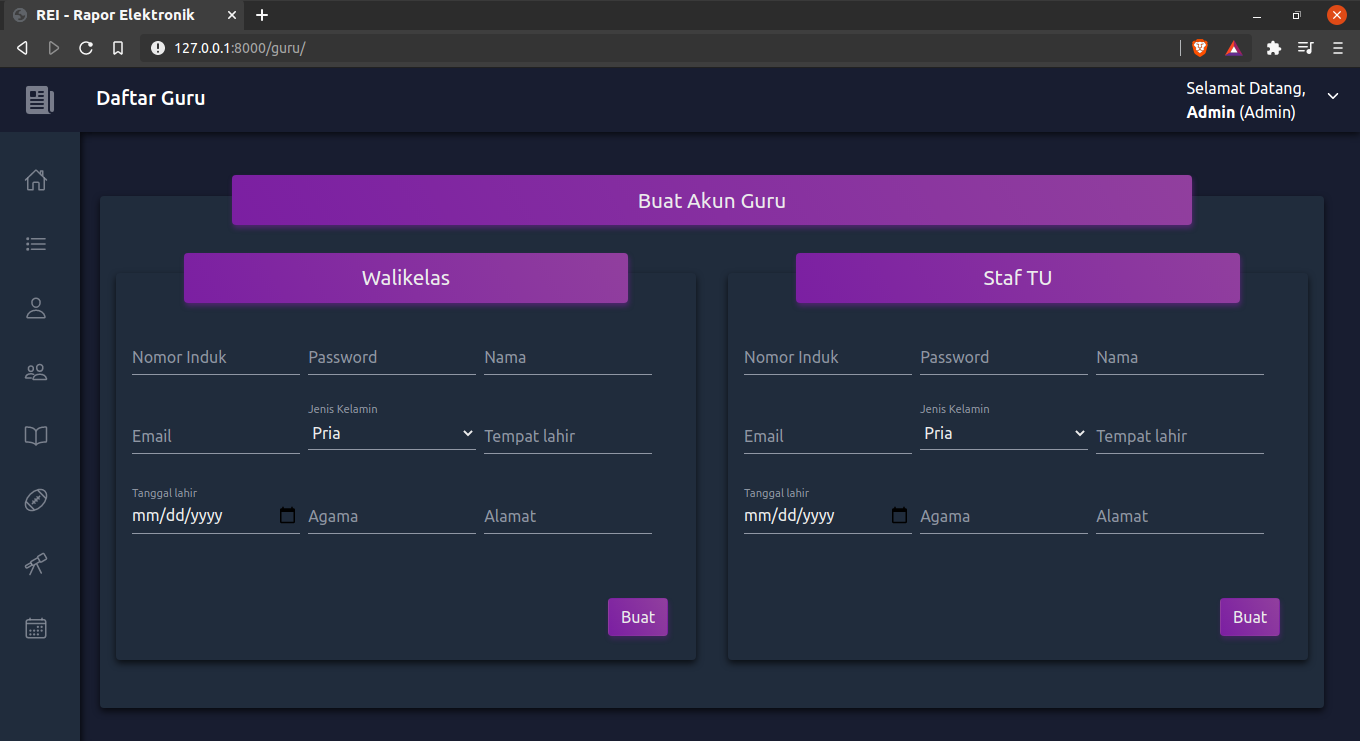 REI - Rapor Elektronik
127.0.0.1:8000/guru/
Daftar Guru
Selamat Datang,
Admin (Admin)
Buat Akun Guru
Walikelas
Nomor Induk Password Nama
Email Jenis Kelamin Pria Tempat lahir
Tanggal lahir mm/dd/yyyy Agama Alamat
Buat
Staf TU
Nomor Induk Password Nama
Email Jenis Kelamin Pria Tempat lahir
Tanggal lahir mm/dd/yyyy Agama Alamat
Buat